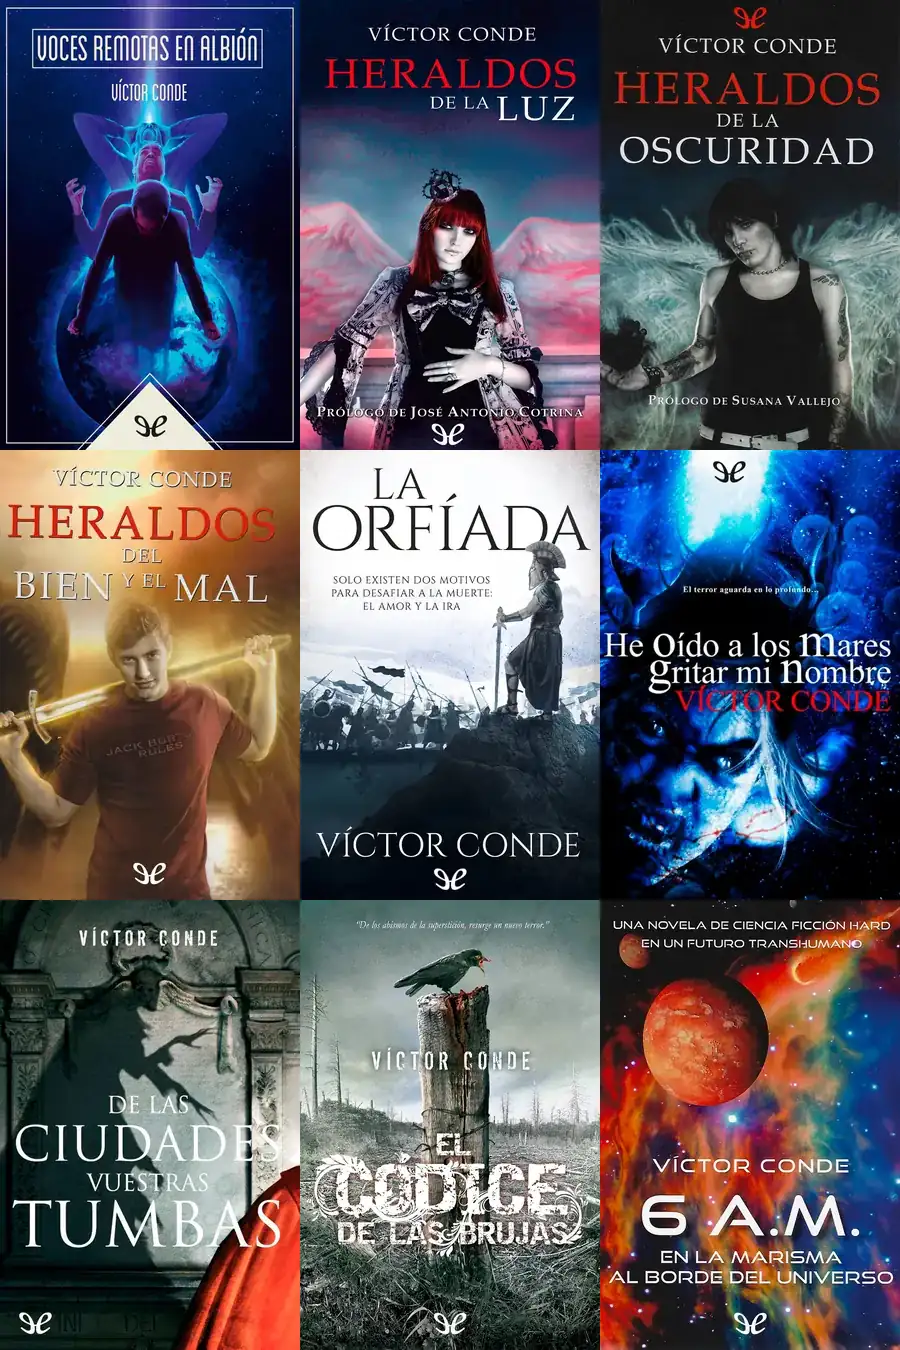 VOCES REMOTAS EN ALBIÓN
VÍCTOR CONDE
VÍCTOR CONDE
HERALDOS
DE LA LUZ
PRÓLOGO DE JOSÉ ANTONIO COTRINA
VÍCTOR CONDE
HERALDOS
DE LA
OSCURIDAD
PRÓLOGO DE SUSANA VALLEJO
VÍCTOR CONDE
HERALDOS
DEL
BIEN Y EL MAL
RULES
LA
ORFÍADA
SOLO EXISTEN DOS MOTIVOS
PARA DESAFIAR A LA MUERTE:
EL AMOR Y LA IRA
VÍCTOR CONDE
El terror aguarda en lo profundo...
He Oído a los mares
gritar mi nombre
VÍCTOR CONDE
VÍCTOR CONDE
DE LAS
CIUDADES
VUESTRAS
TUMBAS
"De los abismos de la superstición, resurge un nuevo terror."
VÍCTOR CONDE
EL
CÓDICE
DE LAS BRUJAS
UNA NOVELA DE CIENCIA FICCIÓN HARD
EN UN FUTURO TRANSHUMANO
VÍCTOR CONDE
6 A.M.
EN LA MARISMA
AL BORDE DEL UNIVERSO